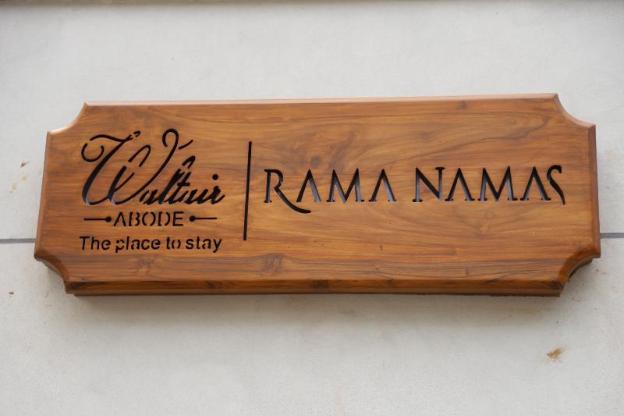 Waltair
ABODE
The place to stay
RAMA NAMAS